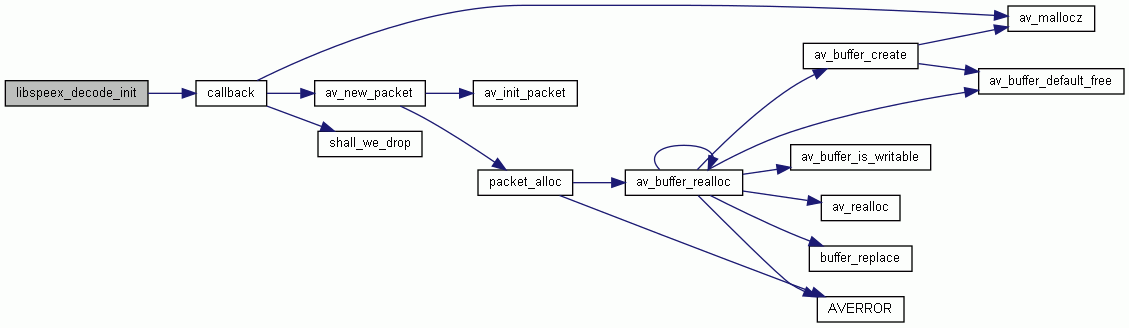 av_mallocz
av_buffer_create
av_buffer_default_free
libspeex_decode_init
callback
av_new_packet
av_init_packet
shall_we_drop
av_buffer_is_writable
packet_alloc
av_buffer_realloc
av_realloc
buffer_replace
AVERROR